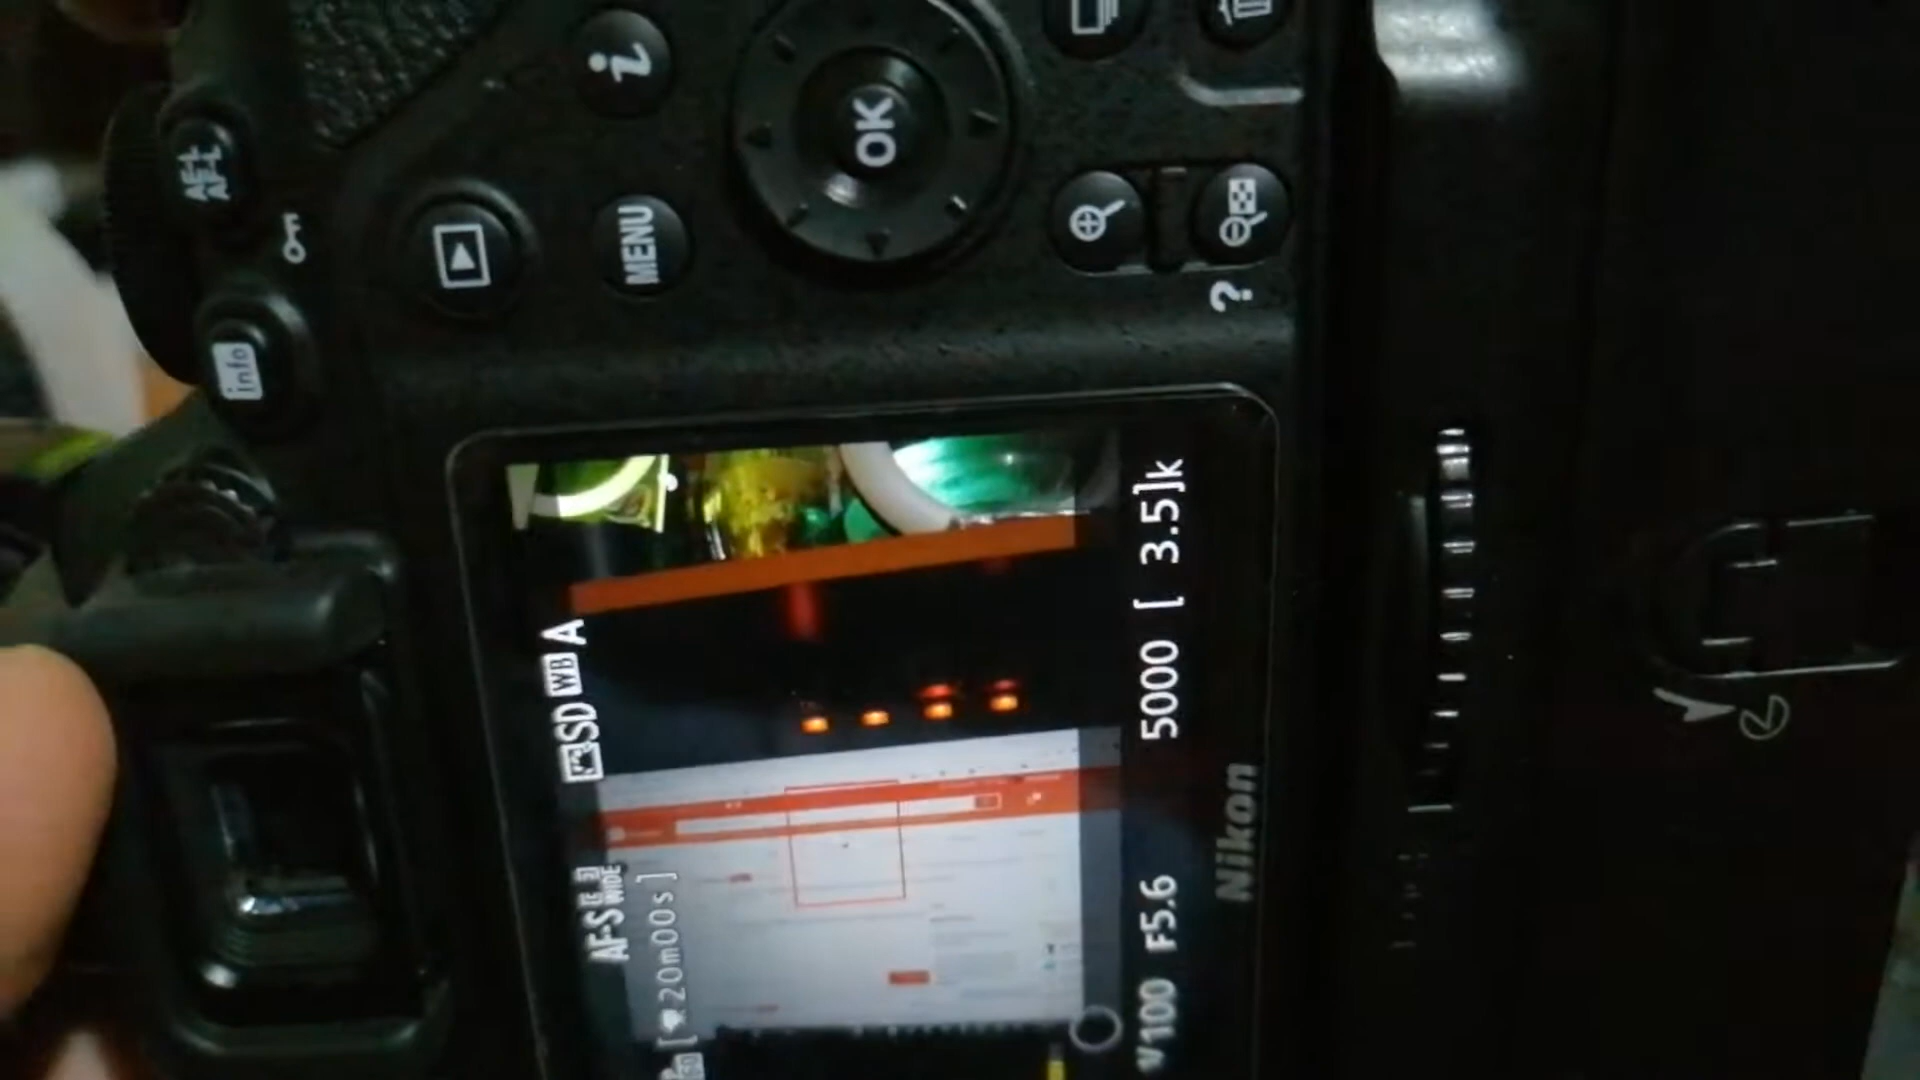 AE-L
AF-L
info
MENU
i
OK
?
SD WB A
AF-S WIDE
[20m00s]
100 F5.6
5000 [ 3.5]k
Nikon